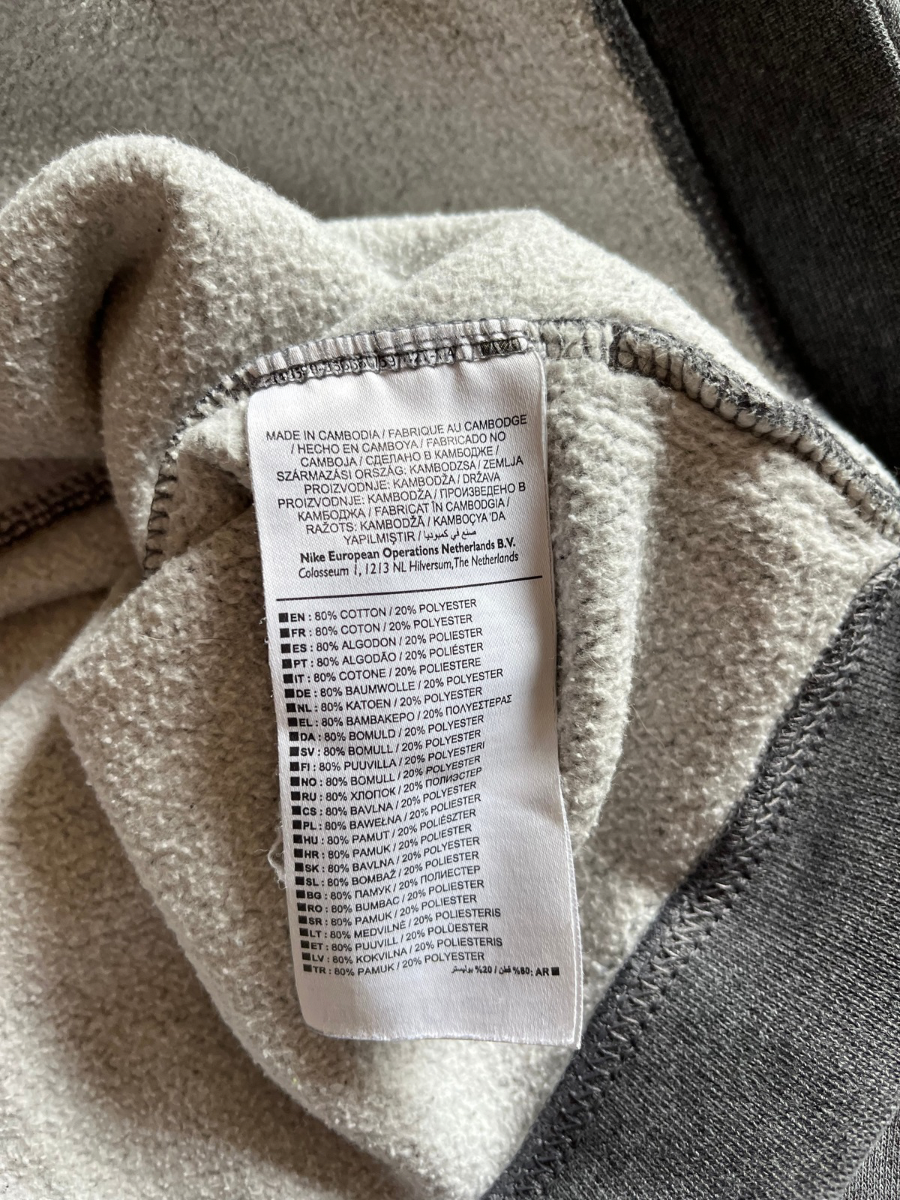 MADE IN CAMBODIA / FABRIQUE AU CAMBODGE
/ HECHO EN CAMBOYA / FABRICADO NO
CAMBOJA / СДЕЛАНО В КАМБОДЖЕ /
SZÁRMAZÁSI ORSZÁG: KAMBODZSA / ZEMLJA
PROIZVODNJE: KAMBODŽA / DRŽAVA
PROIZVODNJE: KAMBODŽA / ПРОИЗВЕДЕНО В
КАМБОДЖА / FABRICAT ÎN CAMBODGIA /
RAŽOTS: KAMBODŽĀ / KAMBOÇYA 'DA
YAPILMIŞTIR / صنع في كمبوديا
Nike European Operations Netherlands B.V.
Colosseum 1, 1213 NL Hilversum, The Netherlands
EN : 80% COTTON / 20% POLYESTER
FR : 80% COTON / 20% POLYESTER
ES : 80% ALGODON / 20% POLIESTER
PT : 80% ALGODÃO / 20% POLIÉSTER
IT : 80% COTONE / 20% POLIESTERE
DE : 80% BAUMWOLLE / 20% POLYESTER
NL : 80% KATOEN / 20% POLYESTER
EL : 80% ΒΑΜΒΑΚΕΡΟ / 20% ΠΟΛΥΕΣΤΕΡΑΣ
DA : 80% BOMULD / 20% POLYESTER
SV : 80% BOMULL / 20% POLYESTER
FI : 80% PUUVILLA / 20% POLYESTERI
NO : 80% BOMULL / 20% POLYESTER
RU : 80% ХЛОПОК / 20% ПОЛИЭСТЕР
CS : 80% BAVLNA / 20% POLYESTER
PL : 80% BAWEŁNA / 20% POLIESTER
HU : 80% PAMUT / 20% POLIÉSZTER
HR : 80% PAMUK / 20% POLIESTER
SK : 80% BAVLNA / 20% POLYESTER
SL : 80% BOMBAŽ / 20% POLIESTER
BG : 80% ПАМУК / 20% ПОЛИЕСТЕР
RO : 80% BUMBAC / 20% POLIESTER
SR : 80% PAMUK / 20% POLIESTER
LT : 80% MEDVILNĖ / 20% POLIESTERIS
ET : 80% PUUVILL / 20% POLÜESTER
LV : 80% KOKVILNA / 20% POLIESTERIS
TR : 80% PAMUK / 20% POLYESTER
AR :80% قطن / 20% بوليستر